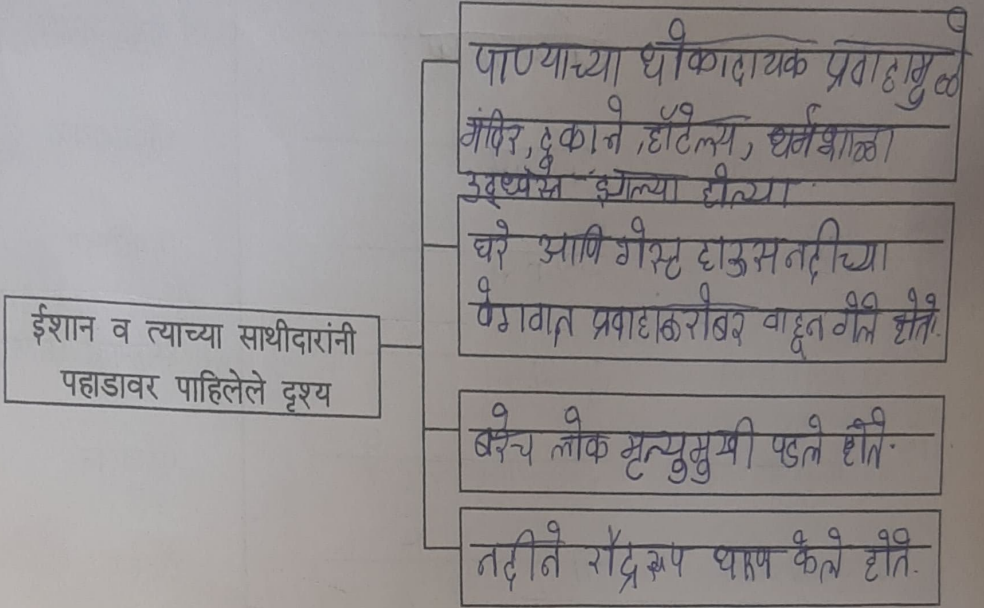 पाण्याच्या धोकादायक प्रवाहामुळे
मंदिर, दुकाने, हॉटेल्स, धर्मशाळा
उद्ध्वस्त झाल्या होत्या
घरे आणि गेस्ट हाऊस नदीच्या
वेगवान प्रवाहाबरोबर वाहून गेले होते.
ईशान व त्याच्या साथीदारांनी
पहाडावर पाहिलेले दृश्य
बरेच लोक मृत्युमुखी पडले होते.
नदीने रौद्ररूप धारण केले होते.